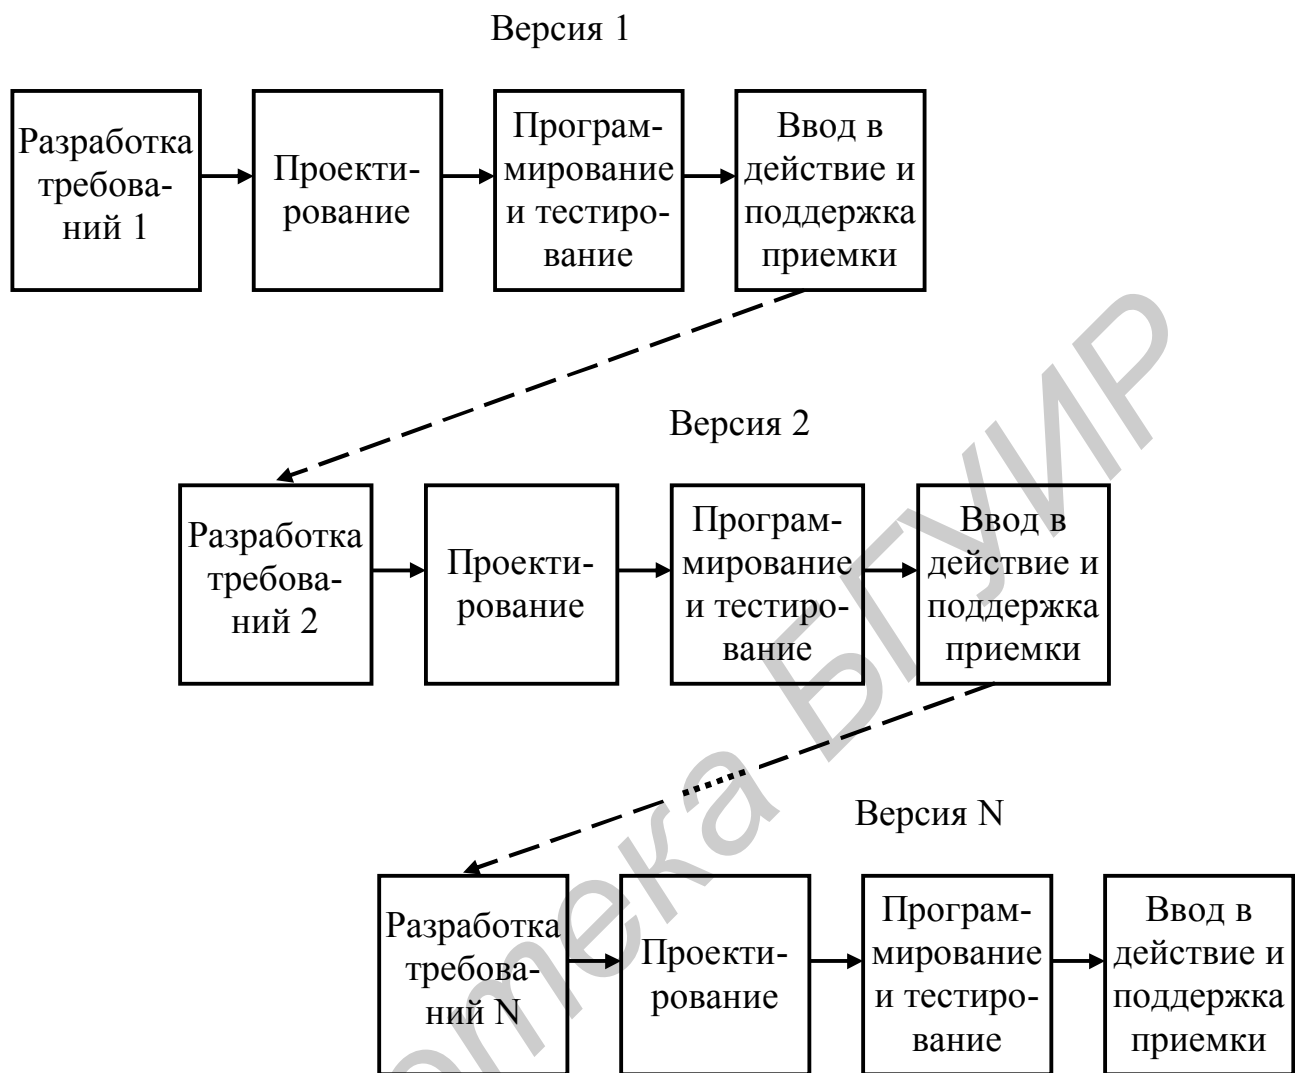 Версия 1
Разработка
требова-
ний 1
Проекти-
рование
Програм-
мирование
и тестиро-
вание
Ввод в
действие и
поддержка
приемки
Версия 2
Разработка
требова-
ний 2
Проекти-
рование
Програм-
мирование
и тестиро-
вание
Ввод в
действие и
поддержка
приемки
Версия N
Разработка
требова-
ний N
Проекти-
рование
Програм-
мирование
и тестиро-
вание
Ввод в
действие и
поддержка
приемки
отека БГУИР